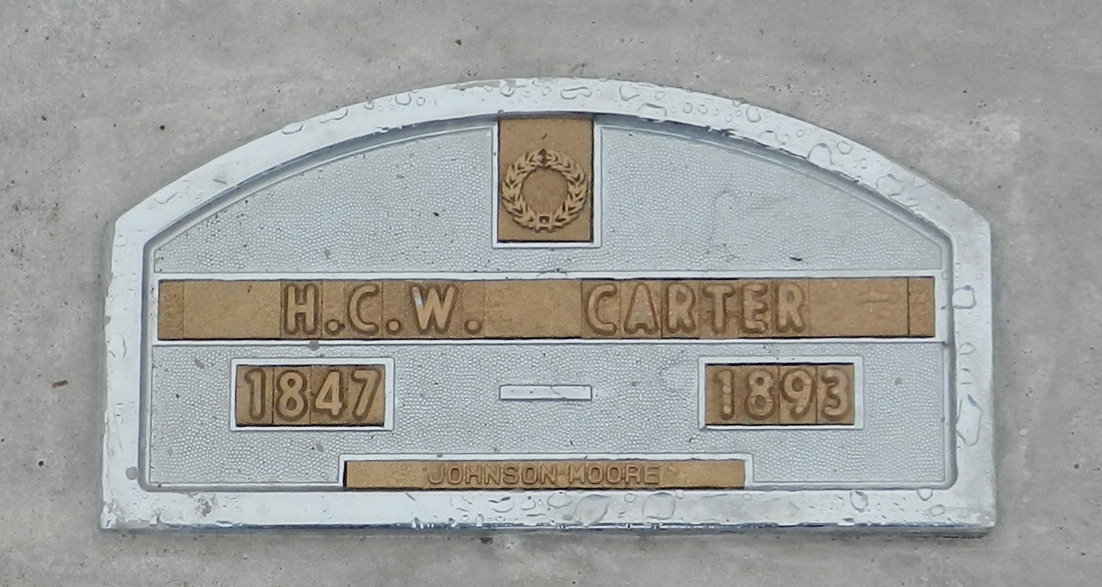 H.C.W. CARTER
1847 1893
JOHNSON-MOORE